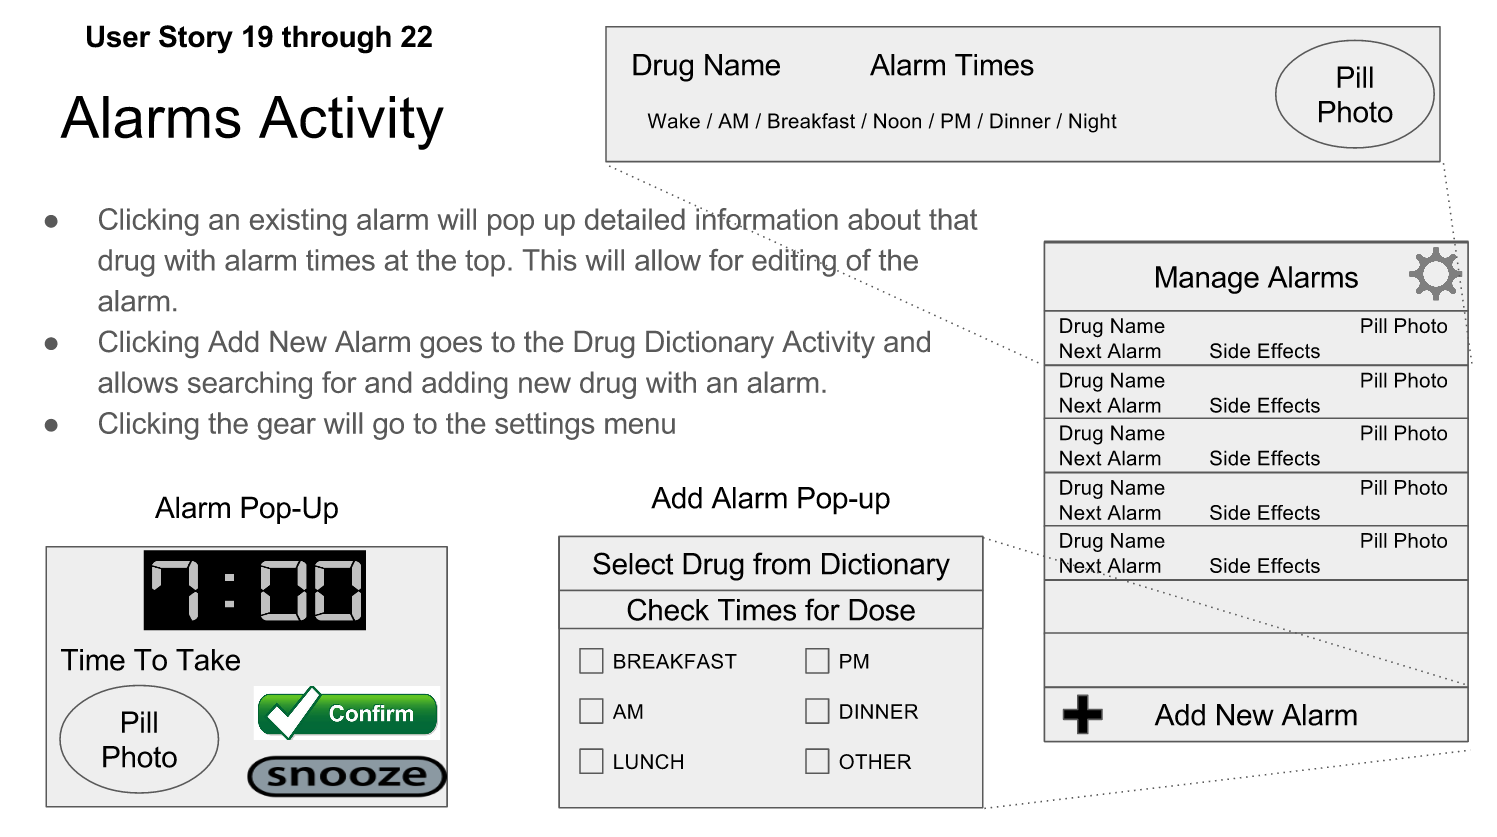 User Story 19 through 22
Alarms Activity
Drug Name Alarm Times
Wake / AM / Breakfast / Noon / PM / Dinner / Night
Pill
Photo
● Clicking an existing alarm will pop up detailed information about that
drug with alarm times at the top. This will allow for editing of the
alarm.
● Clicking Add New Alarm goes to the Drug Dictionary Activity and
allows searching for and adding new drug with an alarm.
● Clicking the gear will go to the settings menu
Manage Alarms
Drug Name Pill Photo
Next Alarm Side Effects
Drug Name Pill Photo
Next Alarm Side Effects
Drug Name Pill Photo
Next Alarm Side Effects
Drug Name Pill Photo
Next Alarm Side Effects
Drug Name Pill Photo
Next Alarm Side Effects
Add New Alarm
Alarm Pop-Up
7:00
Time To Take
Pill
Photo
Confirm
snooze
Add Alarm Pop-up
Select Drug from Dictionary
Check Times for Dose
BREAKFAST PM
AM DINNER
LUNCH OTHER